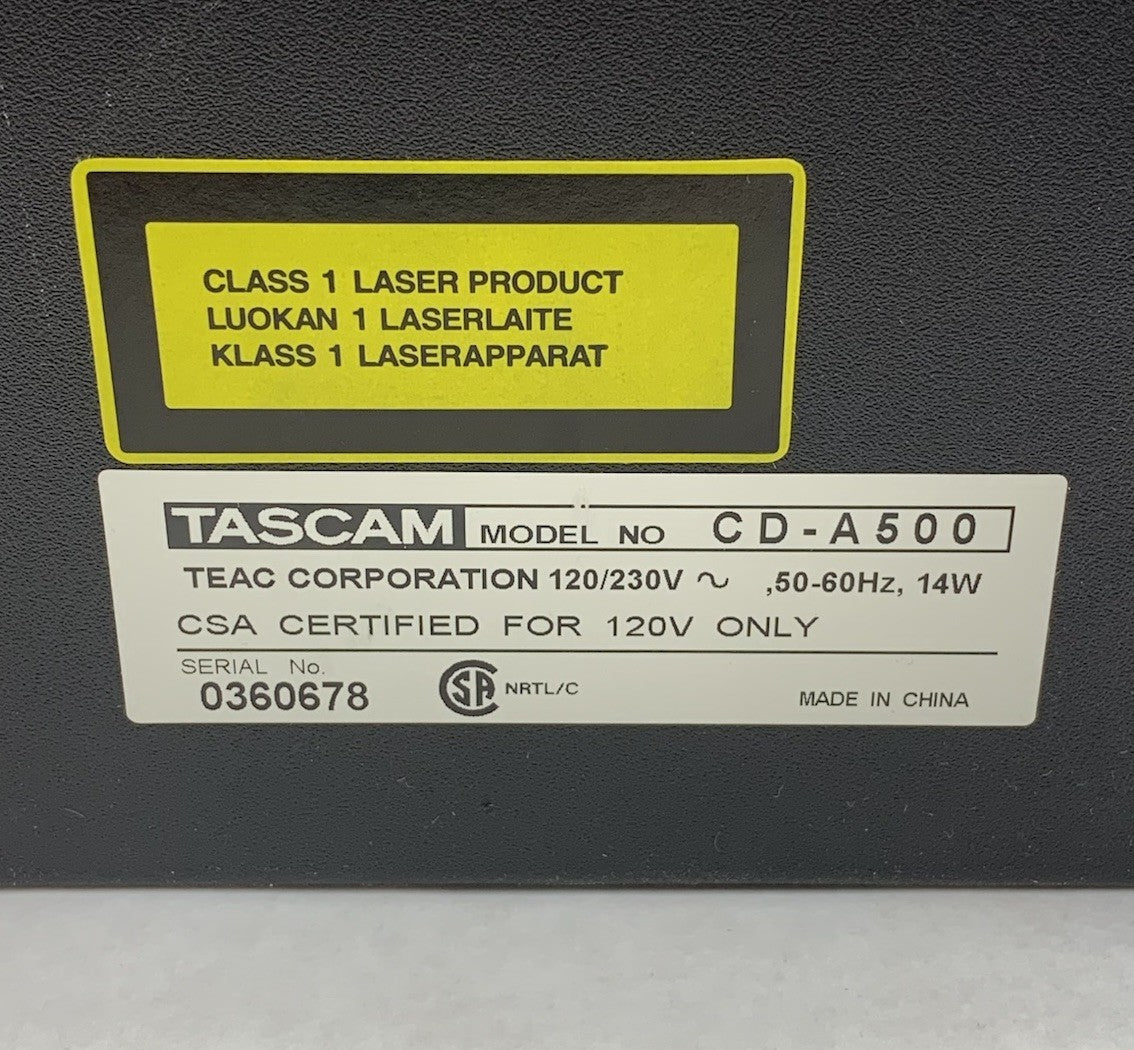 CLASS 1 LASER PRODUCT
LUOKAN 1 LASERLAITE
KLASS 1 LASERAPPARAT
TASCAM MODEL NO CD-A500
TEAC CORPORATION 120/230V ~ ,50-60Hz, 14W
CSA CERTIFIED FOR 120V ONLY
SERIAL No.
0360678
SA NRTL/C
MADE IN CHINA